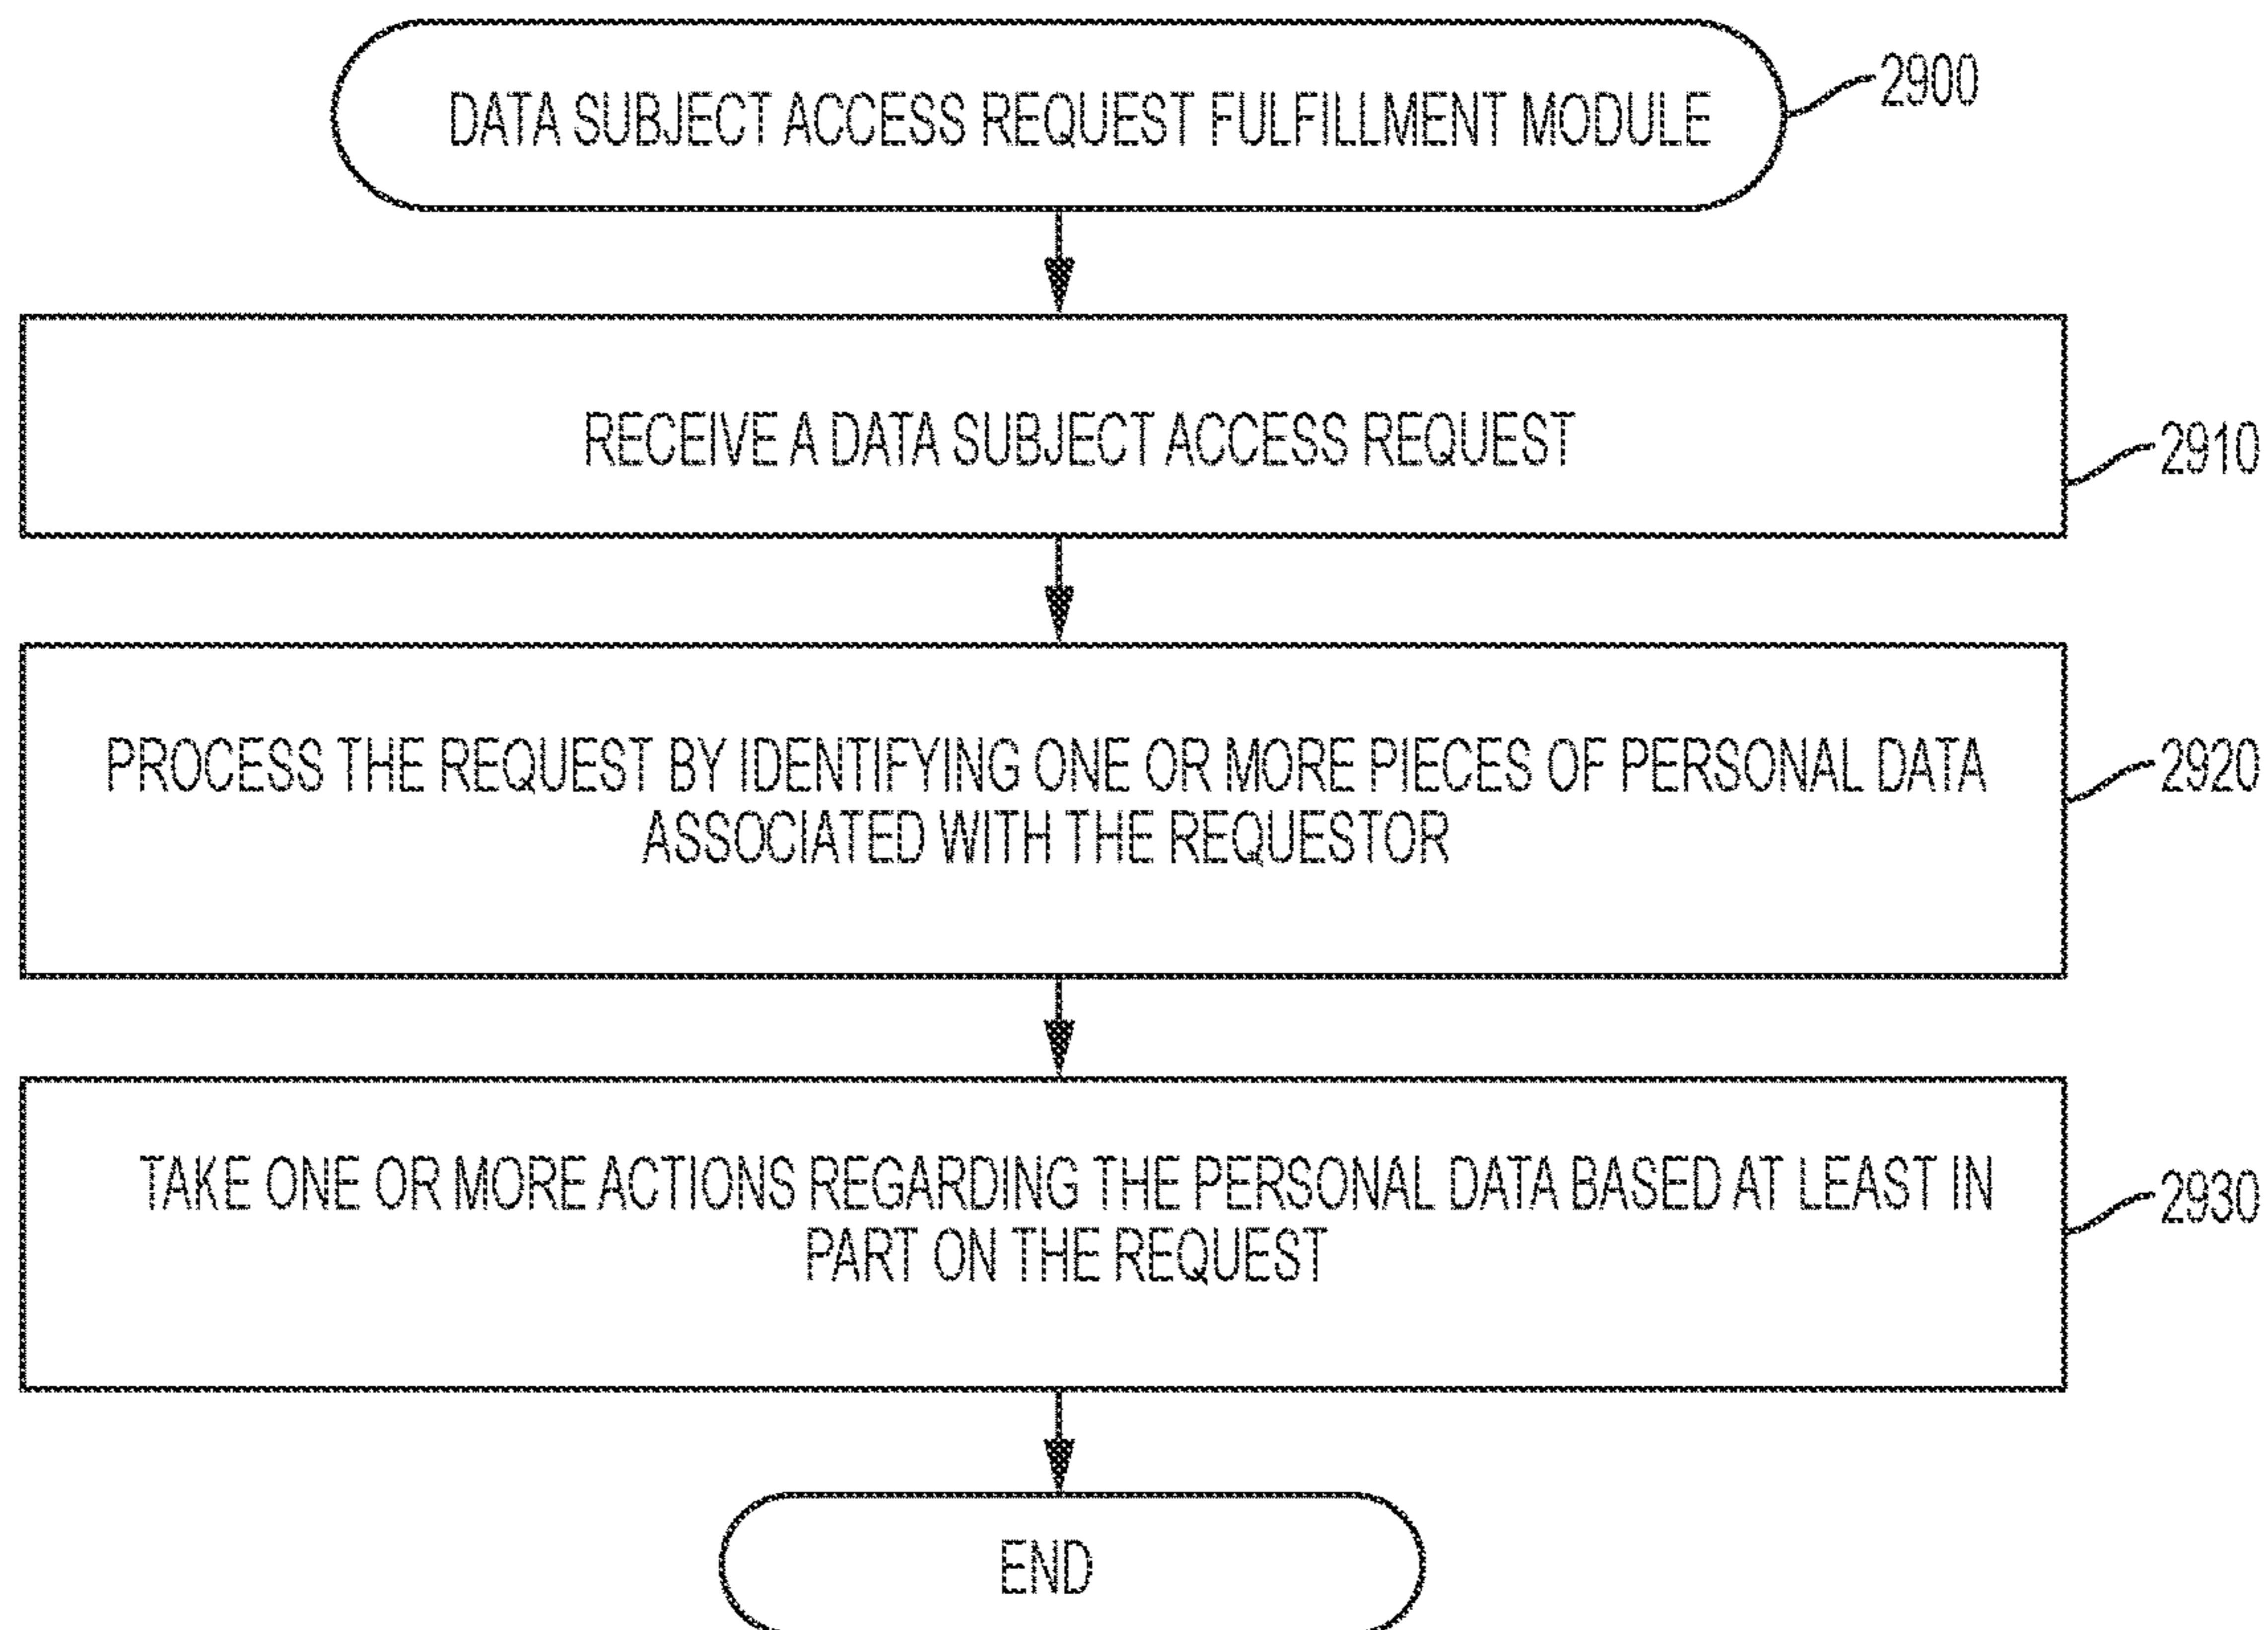 DATA SUBJECT ACCESS REQUEST FULFILLMENT MODULE
2900
RECEIVE A DATA SUBJECT ACCESS REQUEST
2910
PROCESS THE REQUEST BY IDENTIFYING ONE OR MORE PIECES OF PERSONAL DATA
ASSOCIATED WITH THE REQUESTOR
2920
TAKE ONE OR MORE ACTIONS REGARDING THE PERSONAL DATA BASED AT LEAST IN
PART ON THE REQUEST
2930
END